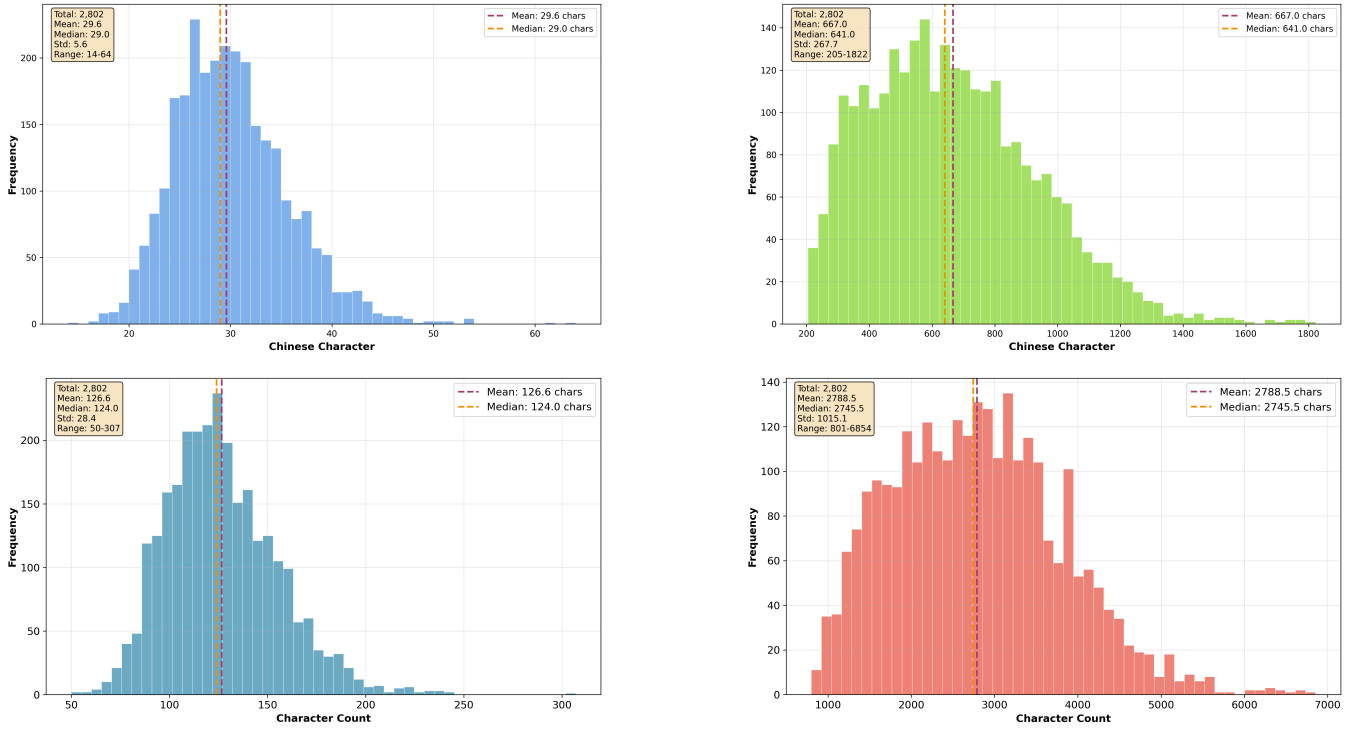 Total: 2,802
Mean: 29.6
Median: 29.0
Std: 5.6
Range: 14-64
Mean: 29.6 chars
Median: 29.0 chars
200
150
100
50
0
Frequency
20 30 40 50 60
Chinese Character
Total: 2,802
Mean: 667.0
Median: 641.0
Std: 267.7
Range: 205-1822
Mean: 667.0 chars
Median: 641.0 chars
140
120
100
80
60
40
20
0
Frequency
200 400 600 800 1000 1200 1400 1600 1800
Chinese Character
Total: 2,802
Mean: 126.6
Median: 124.0
Std: 28.4
Range: 50-307
Mean: 126.6 chars
Median: 124.0 chars
200
150
100
50
0
Frequency
50 100 150 200 250 300
Character Count
Total: 2,802
Mean: 2788.5
Median: 2745.5
Std: 1015.1
Range: 801-6854
Mean: 2788.5 chars
Median: 2745.5 chars
140
120
100
80
60
40
20
0
Frequency
1000 2000 3000 4000 5000 6000 7000
Character Count